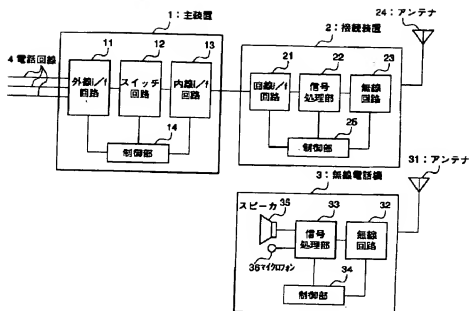 1：主装置
4 電話回線
11
12
13
外線I/f
回路
スイッチ
回路
内線I/f
回路
14
制御部
24：アンテナ
2：接続装置
21
22
23
回線I/f
回路
信号
処理部
無線
回路
25
制御部
31：アンテナ
3：無線電話機
スピーカ
35
33
32
信号
処理部
無線
回路
36マイクロフォン
34
制御部